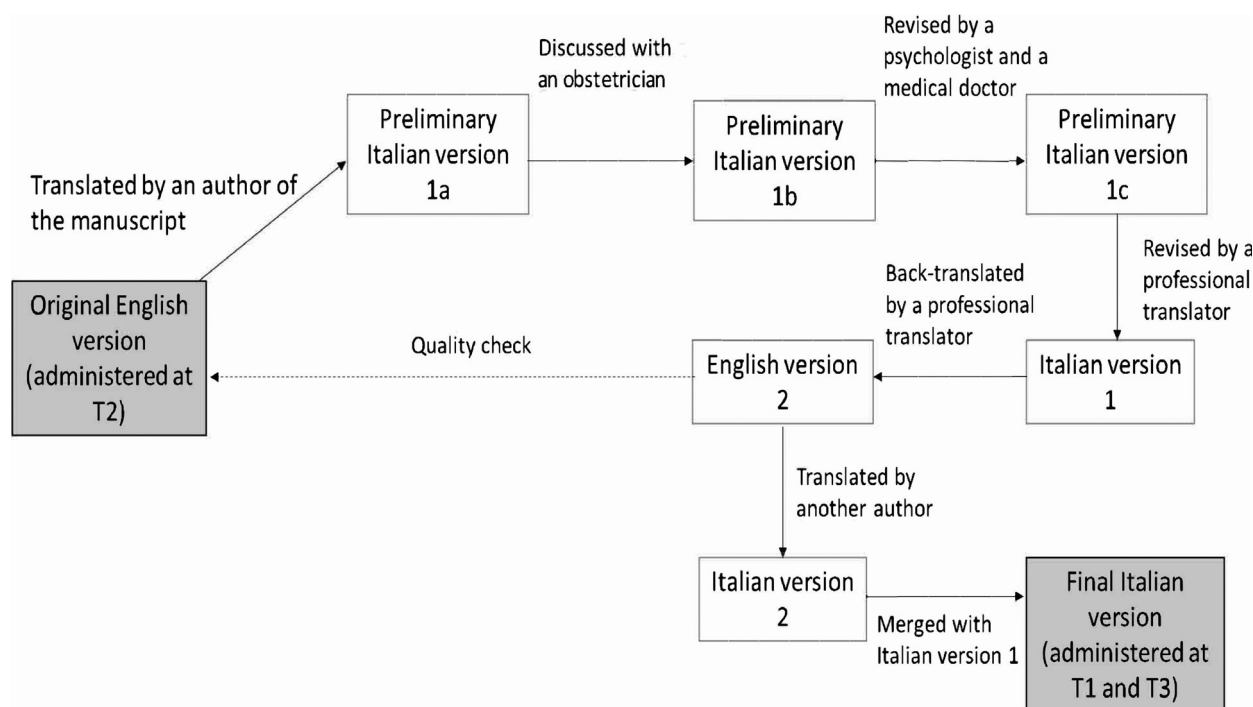 Translated by an author of
the manuscript
Original English
version
(administered at
T2)
Preliminary
Italian version
1a
Discussed with
an obstetrician
Preliminary
Italian version
1b
Revised by a
psychologist and a
medical doctor
Preliminary
Italian version
1c
Revised by a
professional
translator
Italian version
1
Back-translated
by a professional
translator
English version
2
Quality check
Translated by
another author
Italian version
2
Merged with
Italian version 1
Final Italian
version
(administered at
T1 and T3)